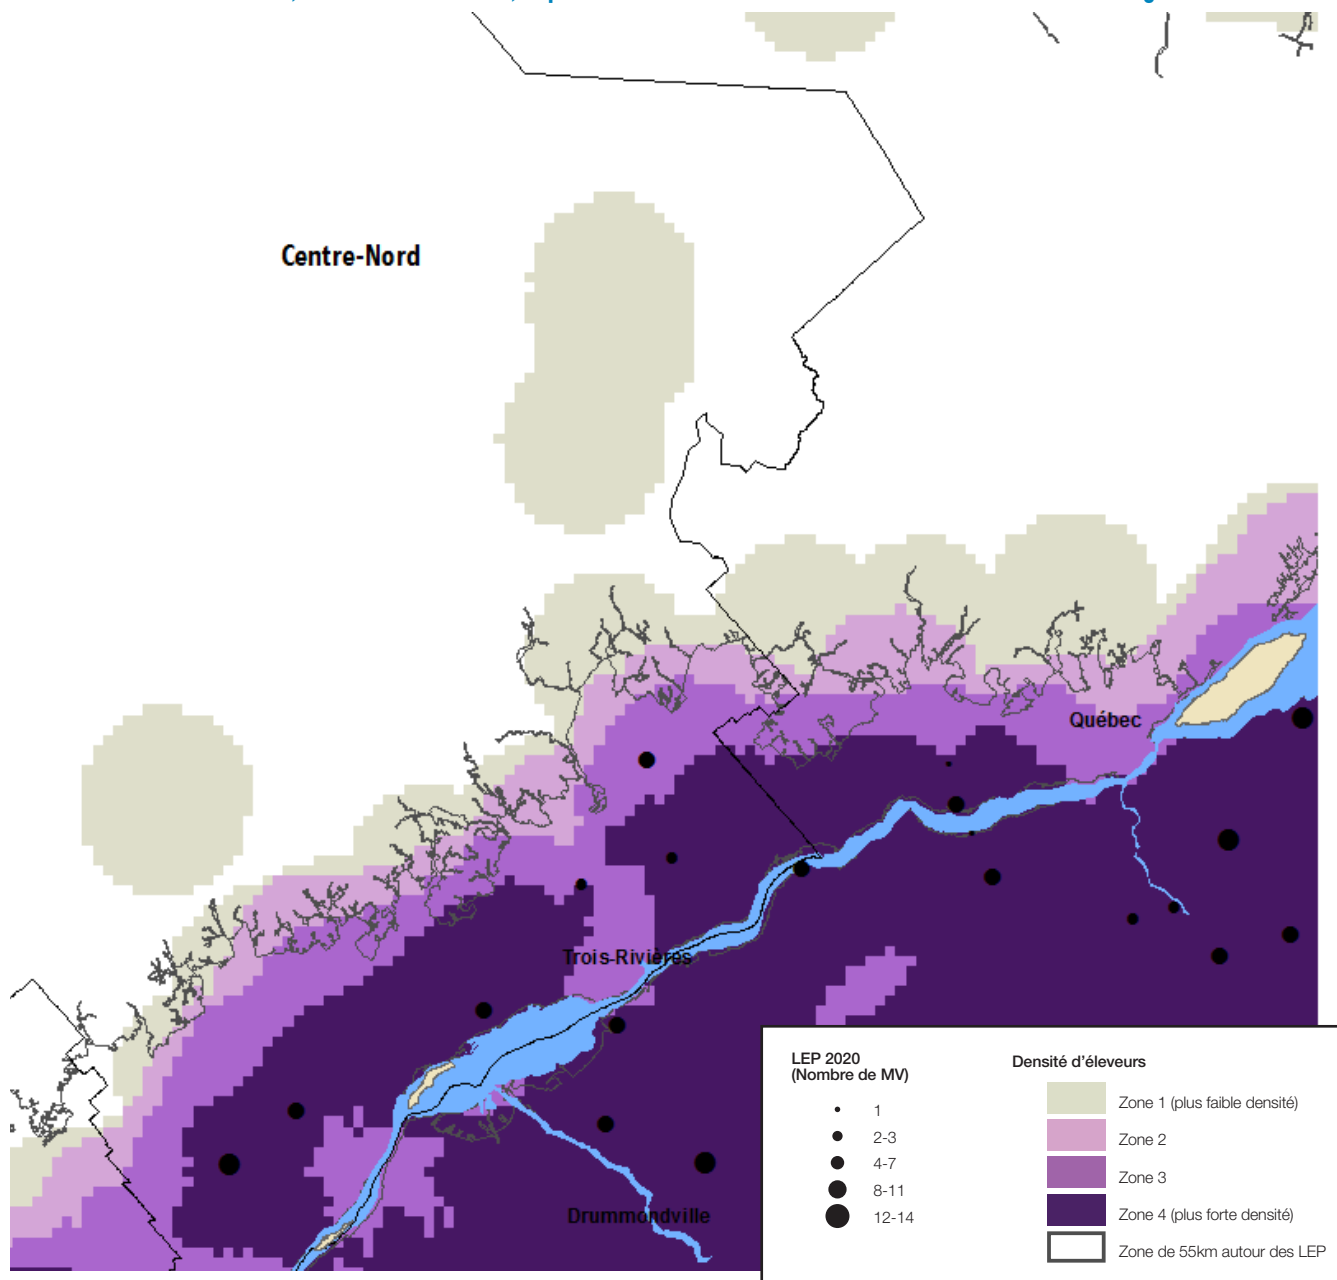 Centre-Nord
Québec
Trois-Rivières
Drummondville
LEP 2020
(Nombre de MV)
1
2-3
4-7
8-11
12-14
Densité d'éleveurs
Zone 1 (plus faible densité)
Zone 2
Zone 3
Zone 4 (plus forte densité)
Zone de 55km autour des LEP